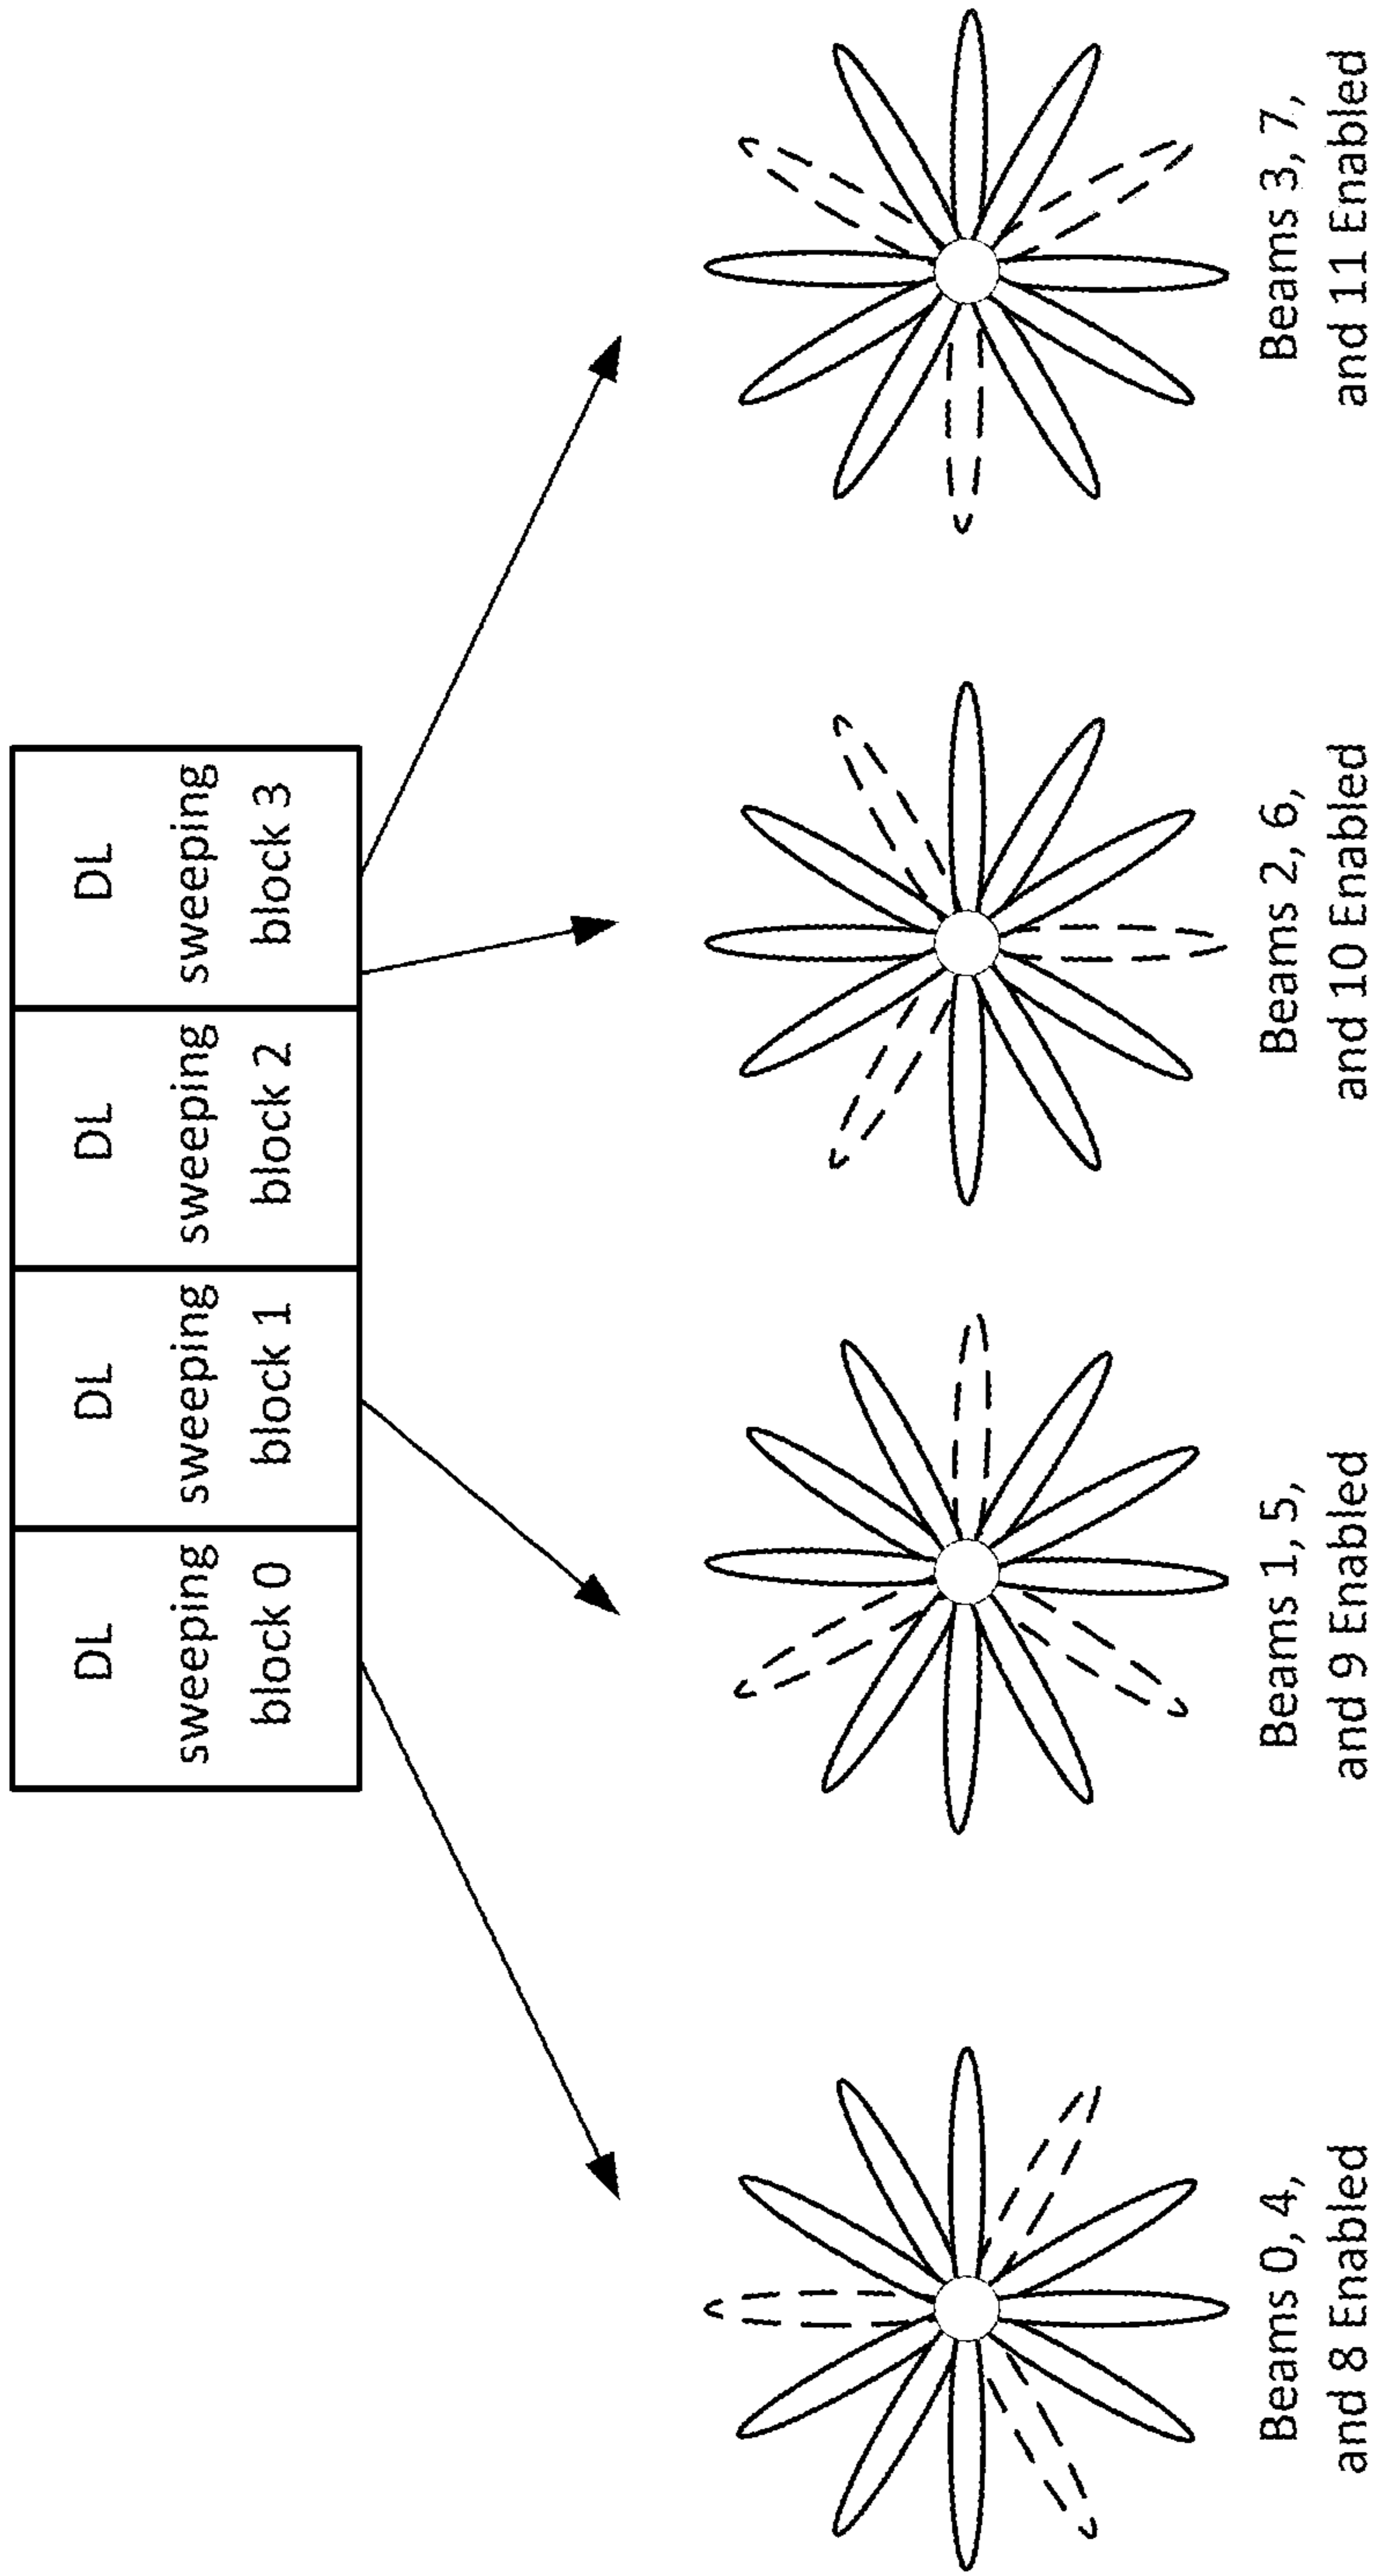 DL
sweeping
block 0
DL
sweeping
block 1
DL
sweeping
block 2
DL
sweeping
block 3
Beams 0, 4,
and 8 Enabled
Beams 1, 5,
and 9 Enabled
Beams 2, 6,
and 10 Enabled
Beams 3, 7,
and 11 Enabled